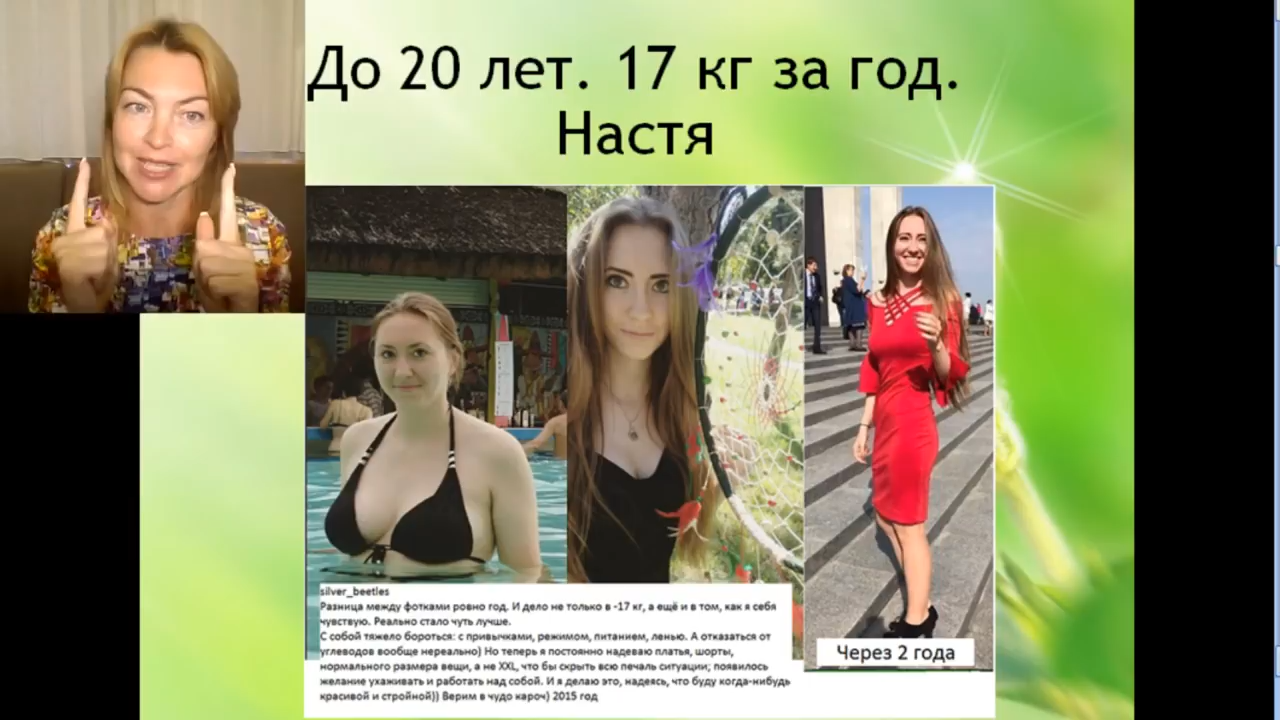 До 20 лет. 17 кг за год.
Настя
silver_beetles
Разница между фотками ровно год. И дело не только в -17 кг, а ещё и в том, как я себя
чувствую. Реально стало чуть лучше.
С собой тяжело бороться: с привычками, режимом, питанием, ленью. А отказаться от
углеводов вообще нереально) Но теперь я постоянно надеваю платья, шорты,
нормального размера вещи, а не XXL, что бы скрыть всю печаль ситуации; появилось
желание ухаживать и работать над собой. И я делаю это, надеясь, что буду когда-нибудь
красивой и стройной)) Верим в чудо кароч) 2015 год
Через 2 года